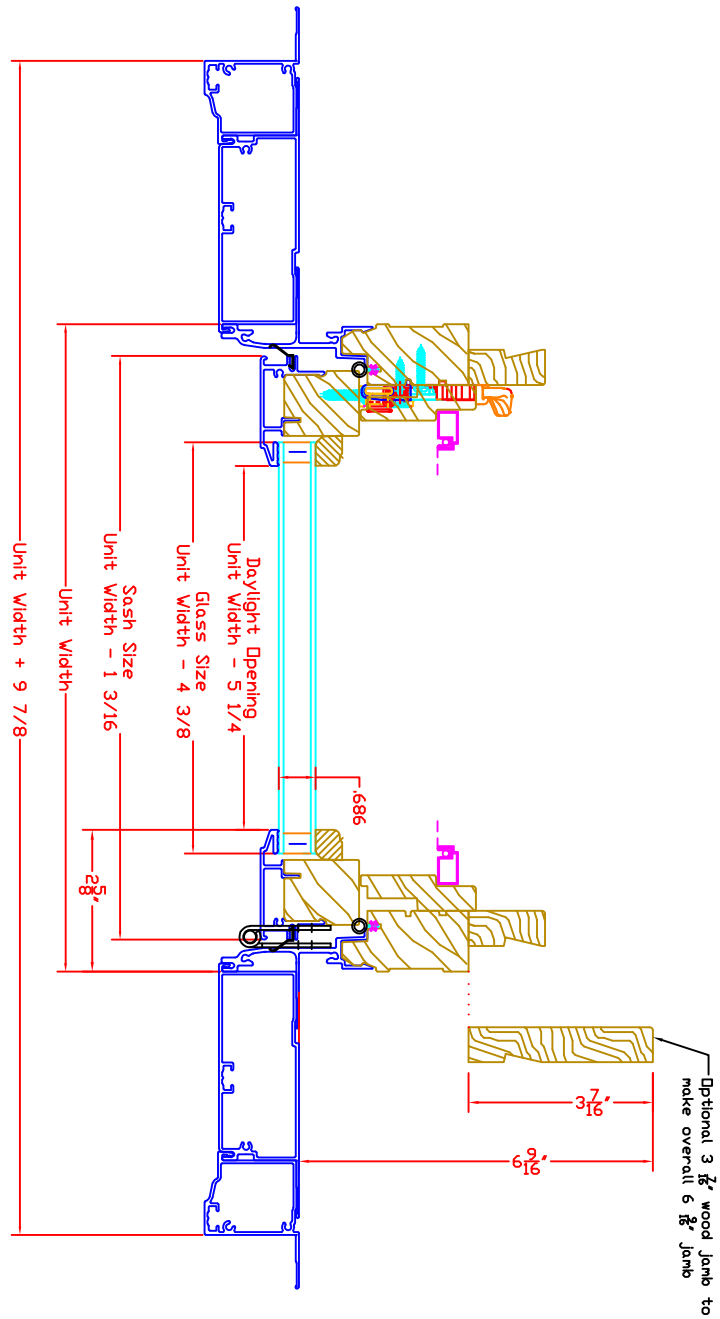 Optional 3 7/16″ wood jamb to
make overall 6 9/16″ jamb
3 7/16″
6 9/16″
.686
Daylight Opening
Unit Width - 5 1/4
Glass Size
Unit Width - 4 3/8
2 5/8″
Sash Size
Unit Width - 1 3/16
Unit Width
Unit Width + 9 7/8